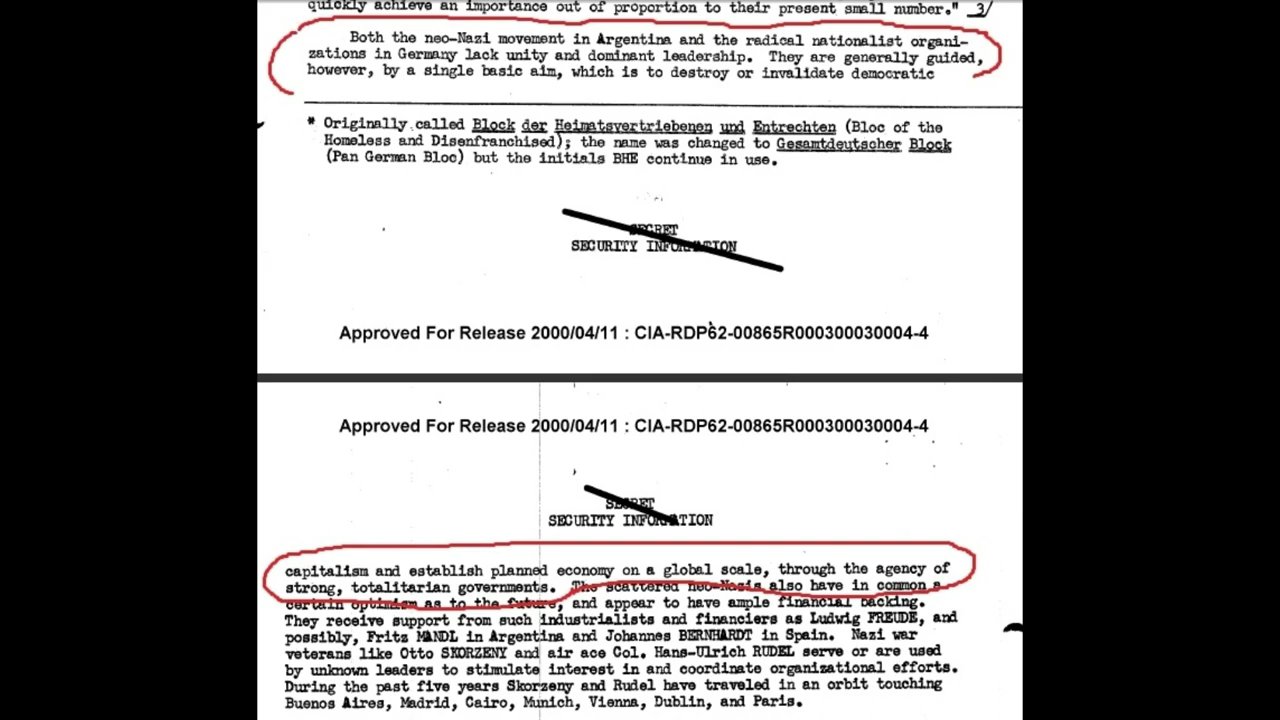 quickly achieve an importance out of proportion to their present small number." 3/
Both the neo-Nazi movement in Argentina and the radical nationalist organi-
zations in Germany lack unity and dominant leadership. They are generally guided,
however, by a single basic aim, which is to destroy or invalidate democratic
* Originally called Block der Heimatsvertriebenen und Entrechten (Bloc of the
Homeless and Disenfranchised); the name was changed to Gesamtdeutscher Block
(Pan German Bloc) but the initials BHE continue in use.
SECRET
SECURITY INFORMATION
Approved For Release 2000/04/11 : CIA-RDP62-00865R000300030004-4
Approved For Release 2000/04/11 : CIA-RDP62-00865R000300030004-4
SECRET
SECURITY INFORMATION
capitalism and establish planned economy on a global scale, through the agency of
strong, totalitarian governments. The scattered neo-Nazis also have in common a
certain optimism as to the future, and appear to have ample financial backing.
They receive support from such industrialists and financiers as Ludwig FREUDE, and
possibly, Fritz MANDL in Argentina and Johannes BERNHARDT in Spain. Nazi war
veterans like Otto SKORZENY and air ace Col. Hans-Ulrich RUDEL serve or are used
by unknown leaders to stimulate interest in and coordinate organizational efforts.
During the past five years Skorzeny and Rudel have traveled in an orbit touching
Buenos Aires, Madrid, Cairo, Munich, Vienna, Dublin, and Paris.